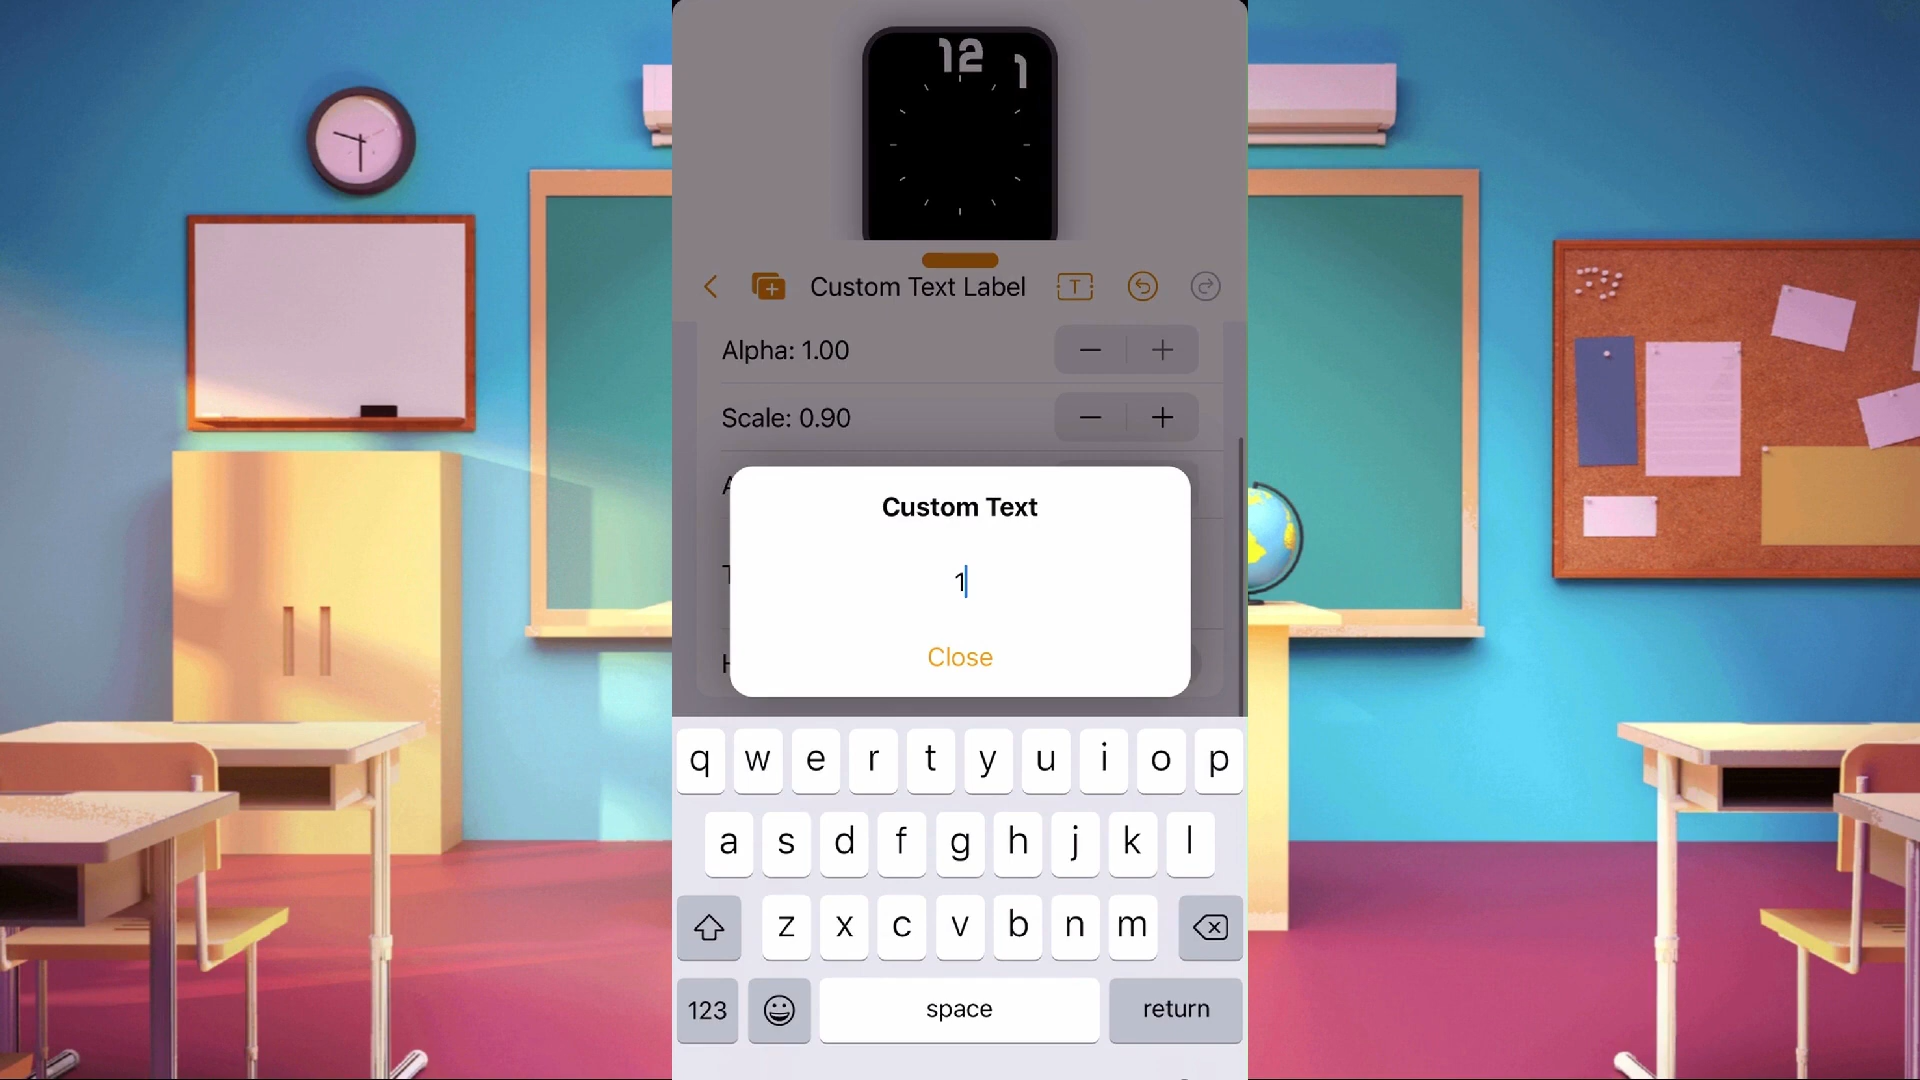 12
1
Custom Text Label
T
Alpha: 1.00
Scale: 0.90
Custom Text
1
Close
q w e r t y u i o p
a s d f g h j k l
z x c v b n m
123 space return